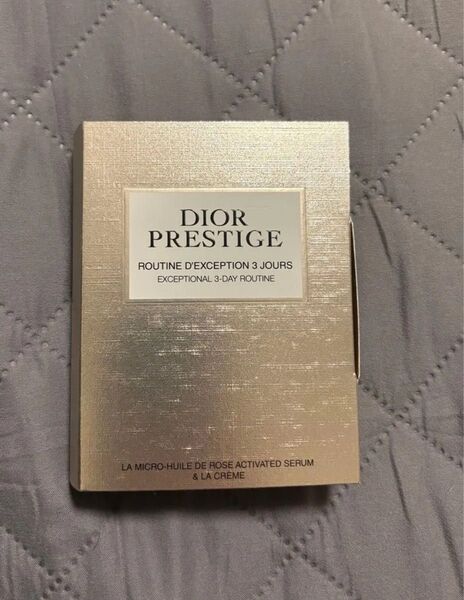 DIOR
PRESTIGE
ROUTINE D'EXCEPTION 3 JOURS
EXCEPTIONAL 3-DAY ROUTINE
LA MICRO-HUILE DE ROSE ACTIVATED SERUM
& LA CRÈME